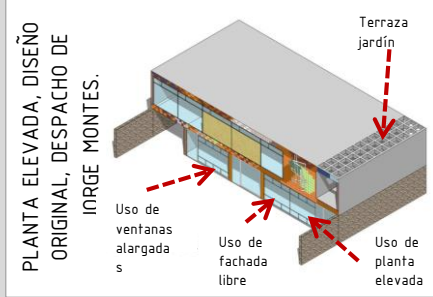 PLANTA ELEVADA, DISEÑO
ORIGINAL, DESPACHO DE
JORGE MONTES.
Terraza
jardín
Uso de
ventanas
alargada
s
Uso de
fachada
libre
Uso de
planta
elevada